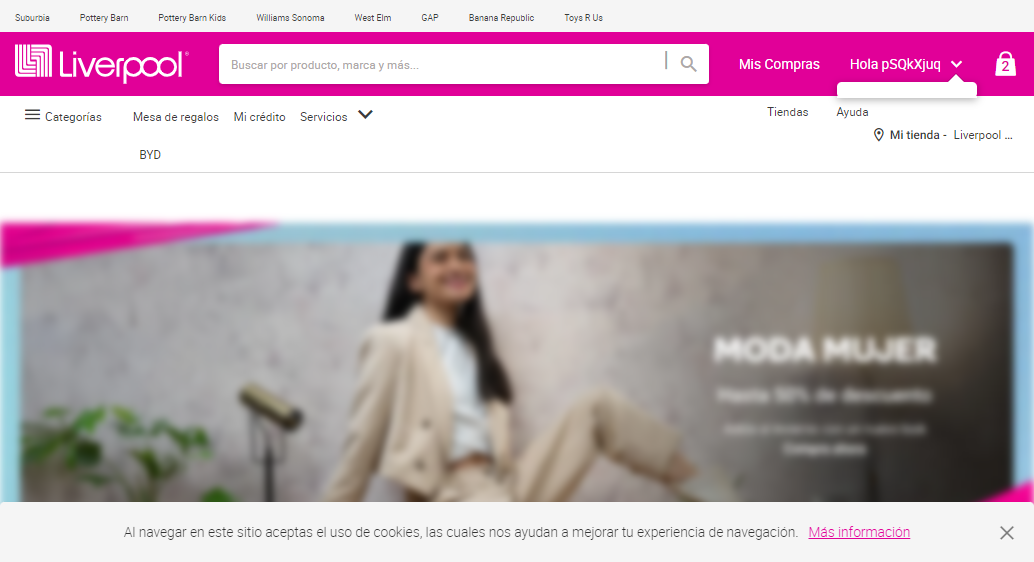 Suburbia Pottery Barn Pottery Barn Kids Williams Sonoma West Elm GAP Banana Republic Toys R Us
Liverpool Buscar por producto, marca y más... Mis Compras Hola pSQkXjuq 2
Categorías Mesa de regalos Mi crédito Servicios Tiendas Ayuda
Mi tienda - Liverpool ...
BYD
MODA MUJER
Hasta 50% de descuento
Compra ahora
Al navegar en este sitio aceptas el uso de cookies, las cuales nos ayudan a mejorar tu experiencia de navegación. Más información